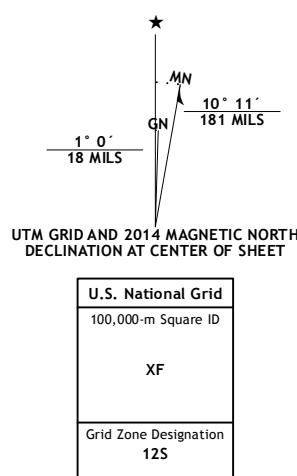 ★
MN
GN
10° 11´
181 MILS
1° 0´
18 MILS
UTM GRID AND 2014 MAGNETIC NORTH
DECLINATION AT CENTER OF SHEET
U.S. National Grid
100,000-m Square ID
XF
Grid Zone Designation
12S